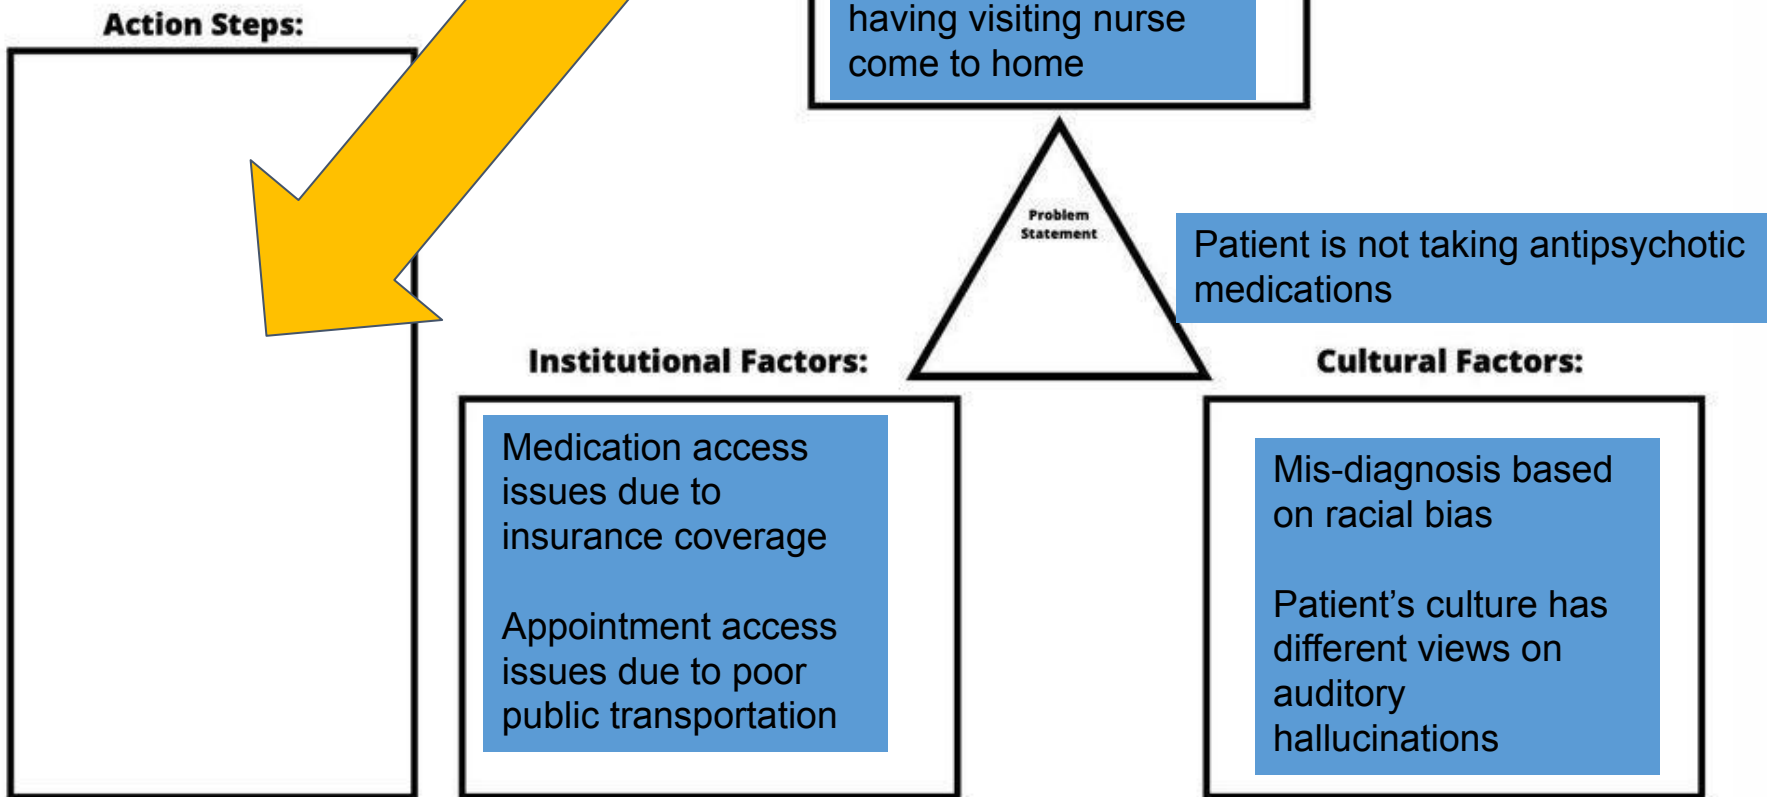 Action Steps:
having visiting nurse
come to home
Problem
Statement
Patient is not taking antipsychotic
medications
Institutional Factors:
Medication access
issues due to
insurance coverage
Appointment access
issues due to poor
public transportation
Cultural Factors:
Mis-diagnosis based
on racial bias
Patient’s culture has
different views on
auditory
hallucinations